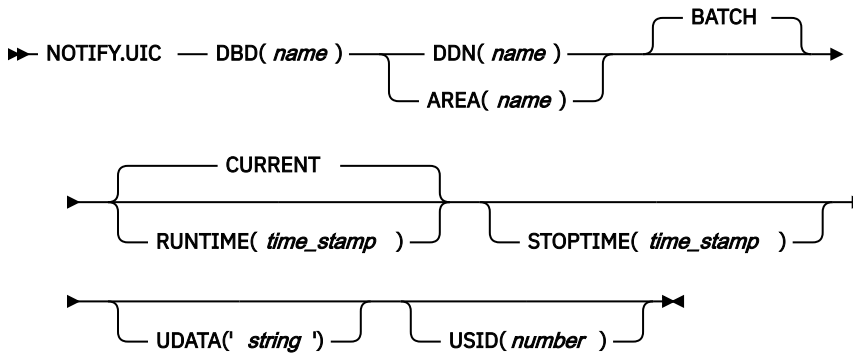 BATCH
NOTIFY.UIC DBD( name ) DDN( name )
AREA( name )
CURRENT
RUNTIME( time_stamp ) STOPTIME( time_stamp )
UDATA(' string ') USID( number )